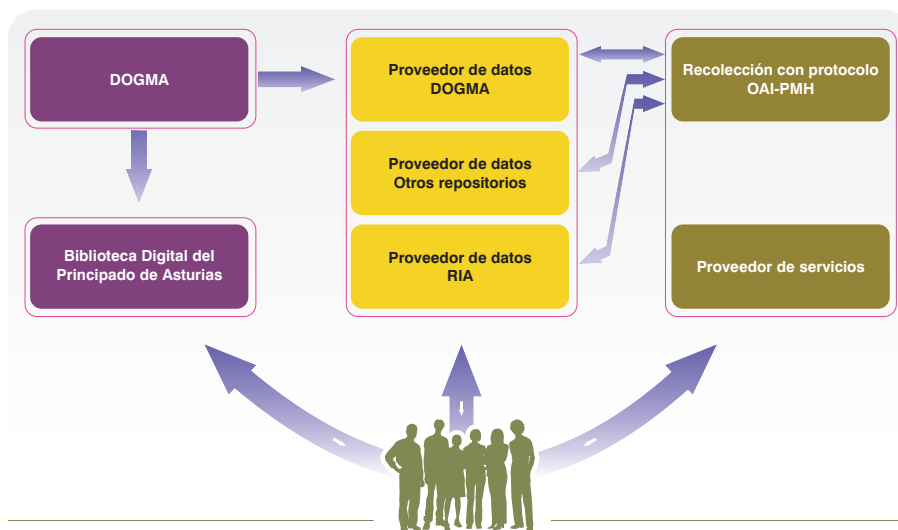 DOGMA
Biblioteca Digital del
Principado de Asturias
Proveedor de datos
DOGMA
Proveedor de datos
Otros repositorios
Proveedor de datos
RIA
Recolección con protocolo
OAI-PMH
Proveedor de servicios